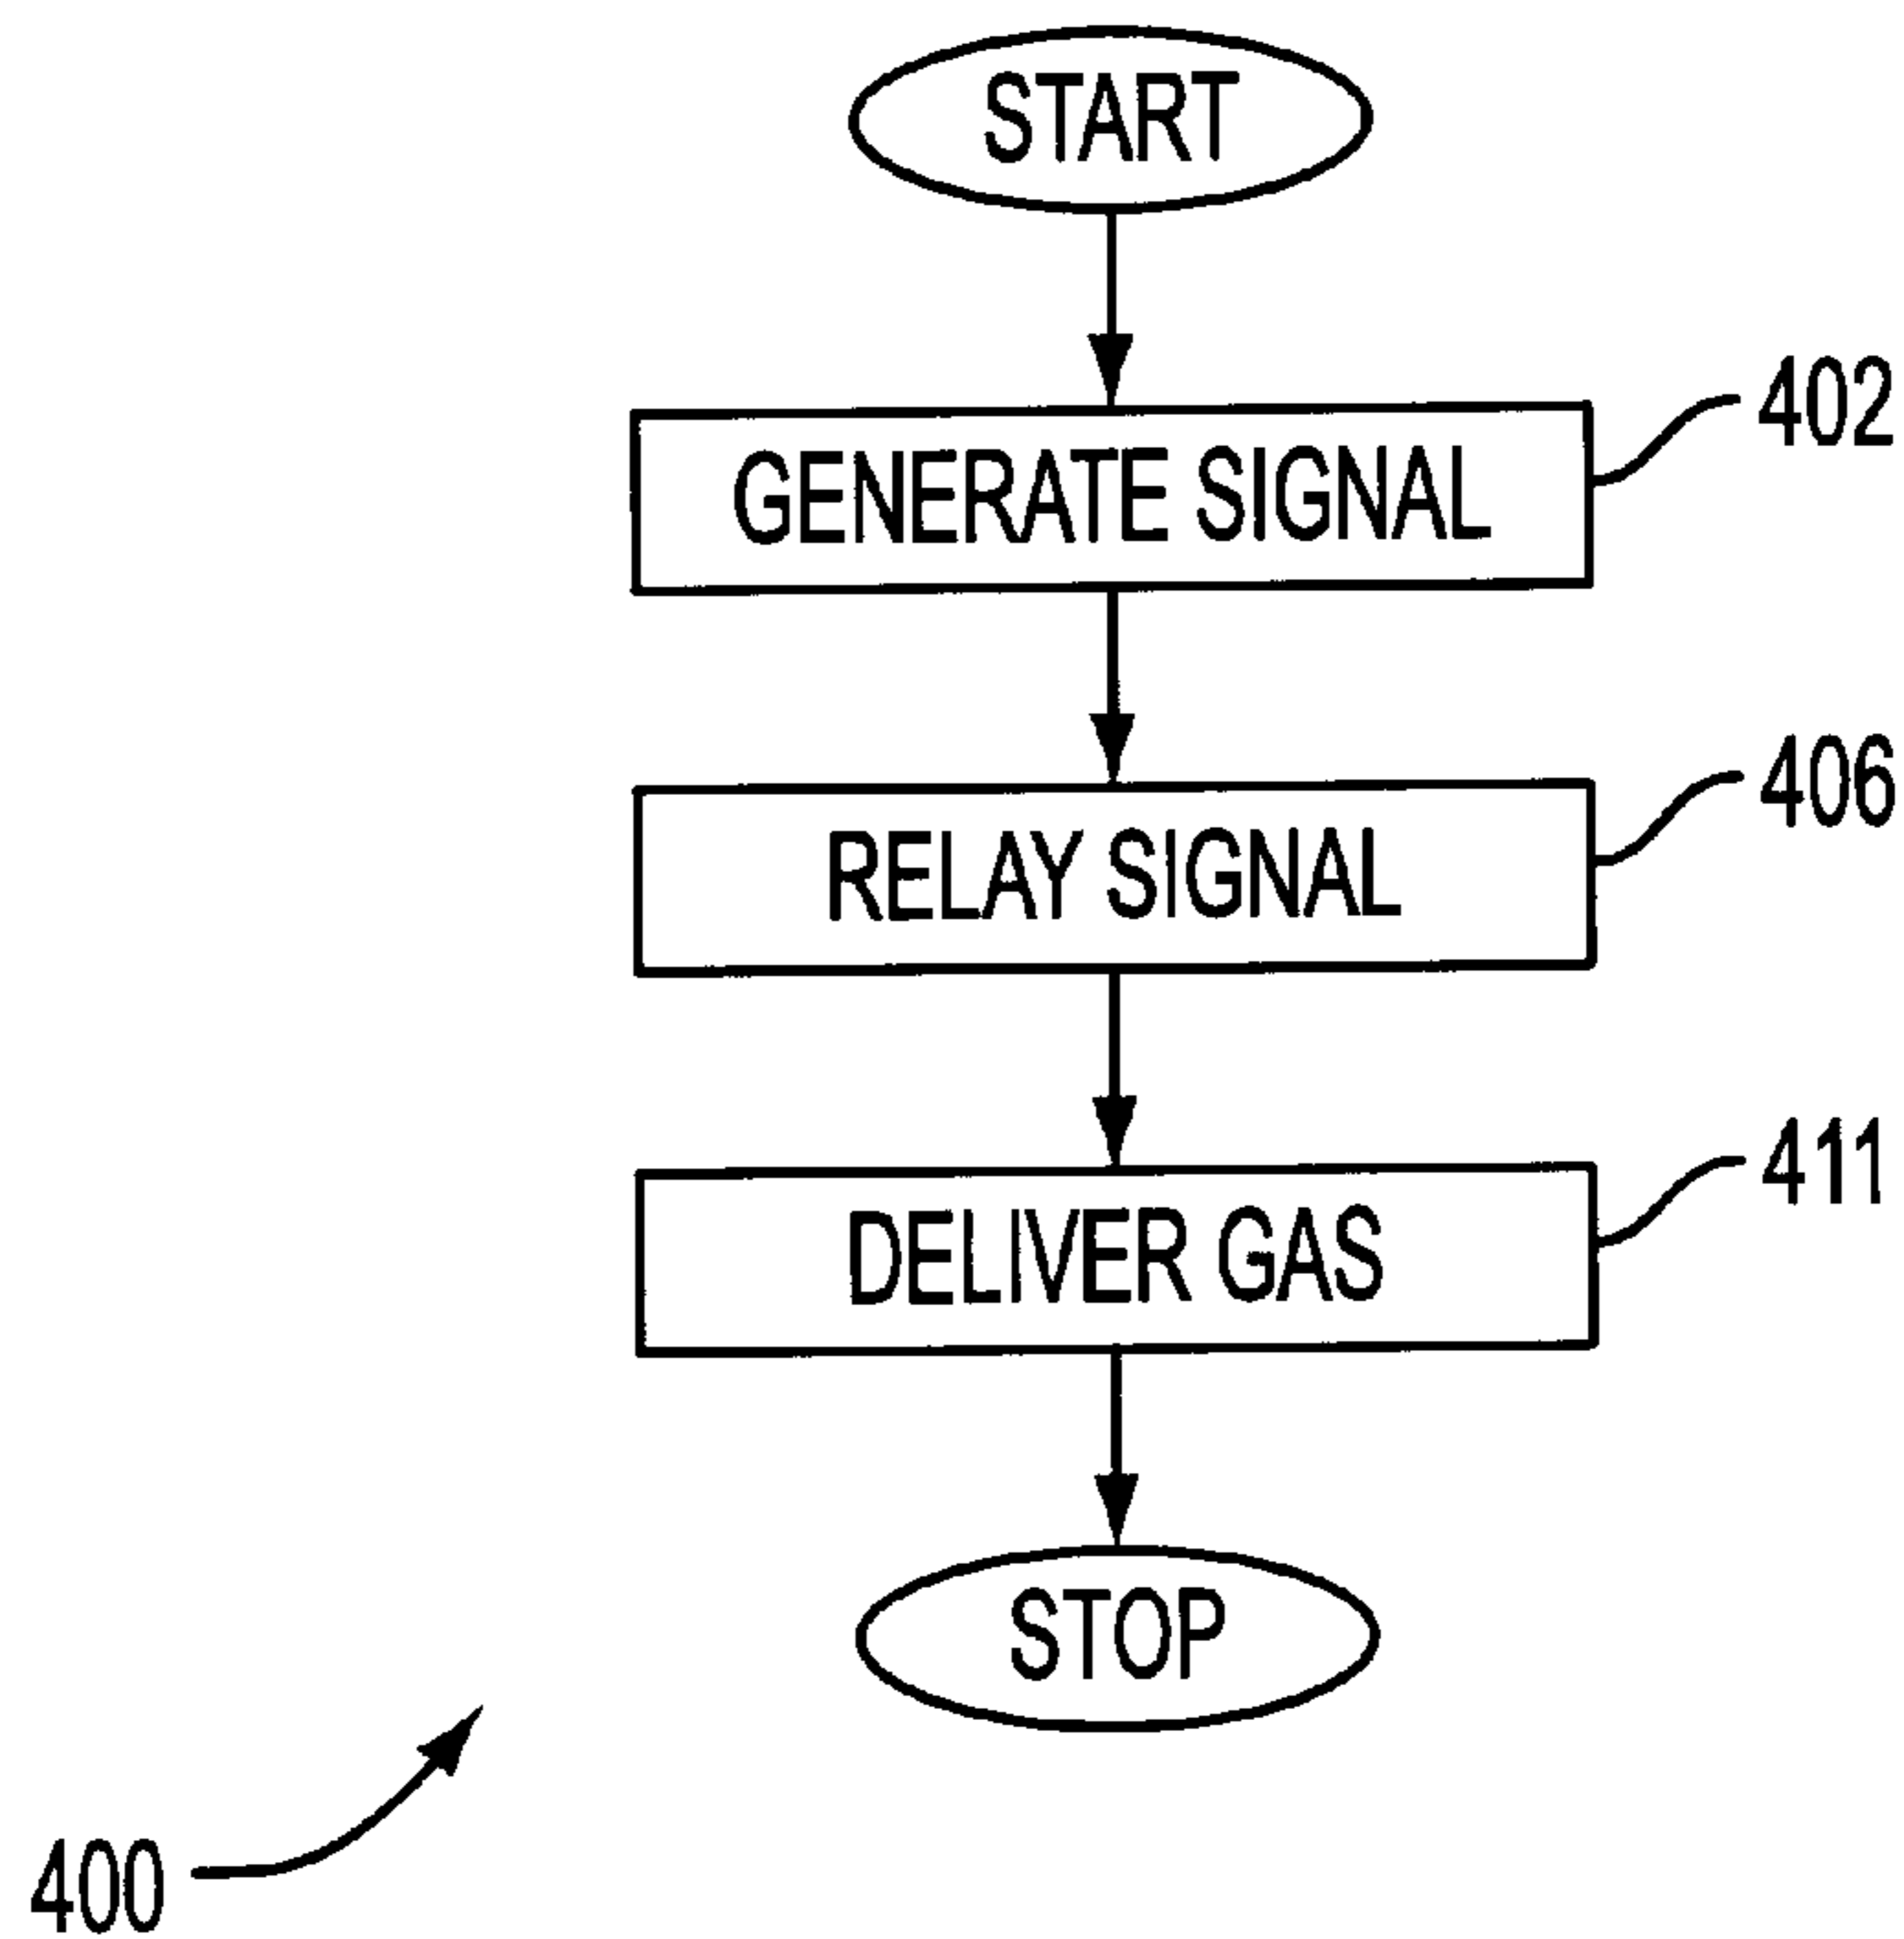 START
402
GENERATE SIGNAL
406
RELAY SIGNAL
411
DELIVER GAS
STOP
400